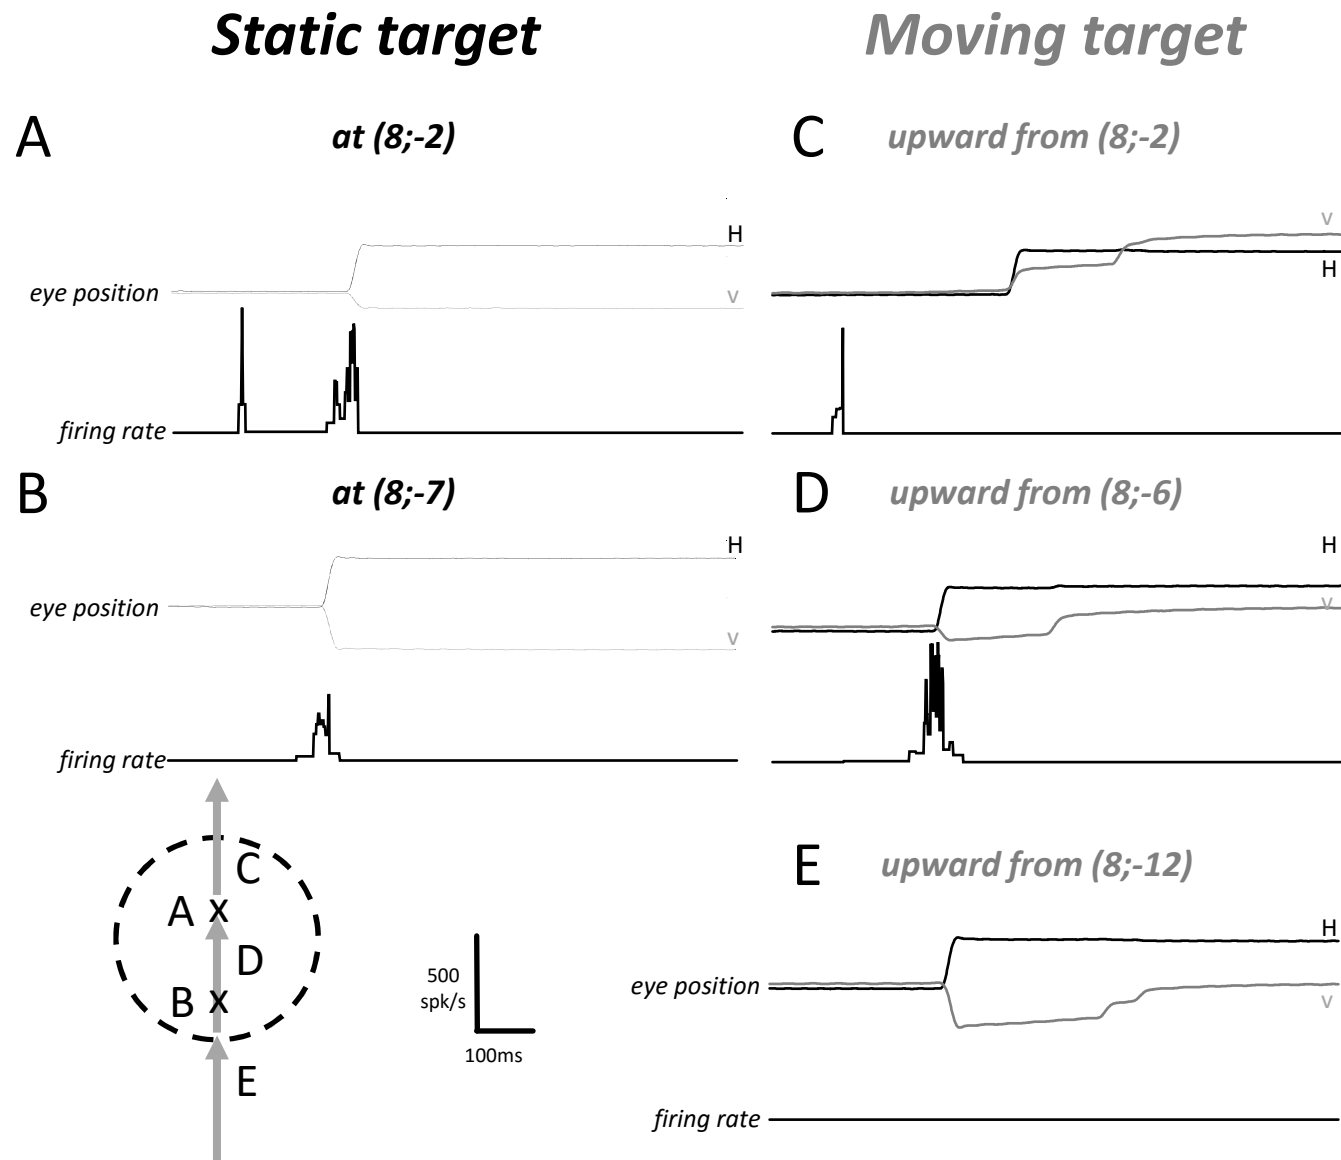 Static target
Moving target
A
at (8;-2)
C
upward from (8;-2)
H
v
eye position
firing rate
v
H
B
at (8;-7)
D
upward from (8;-6)
H
v
eye position
firing rate
H
v
C
A x
D
B x
E
500
spk/s
100ms
E
upward from (8;-12)
H
eye position
v
firing rate